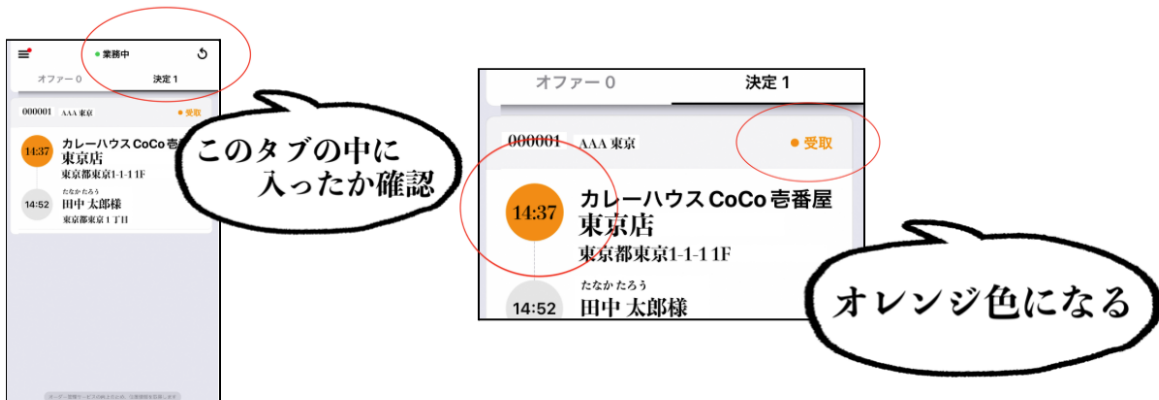 業務中
オファー 0 決定 1
000001 AAA 東京 受取
14:37 カレーハウス CoCo 壱
東京店
東京都東京1-1-1 1F
たなかたろう
14:52 田中 太郎様
東京都東京 1 丁目
このタブの中に
入ったか確認
オファー 0 決定 1
000001 AAA 東京 受取
カレーハウス CoCo 壱番屋
14:37 東京店
東京都東京1-1-1 1F
たなかたろう
14:52 田中 太郎様
オレンジ色になる